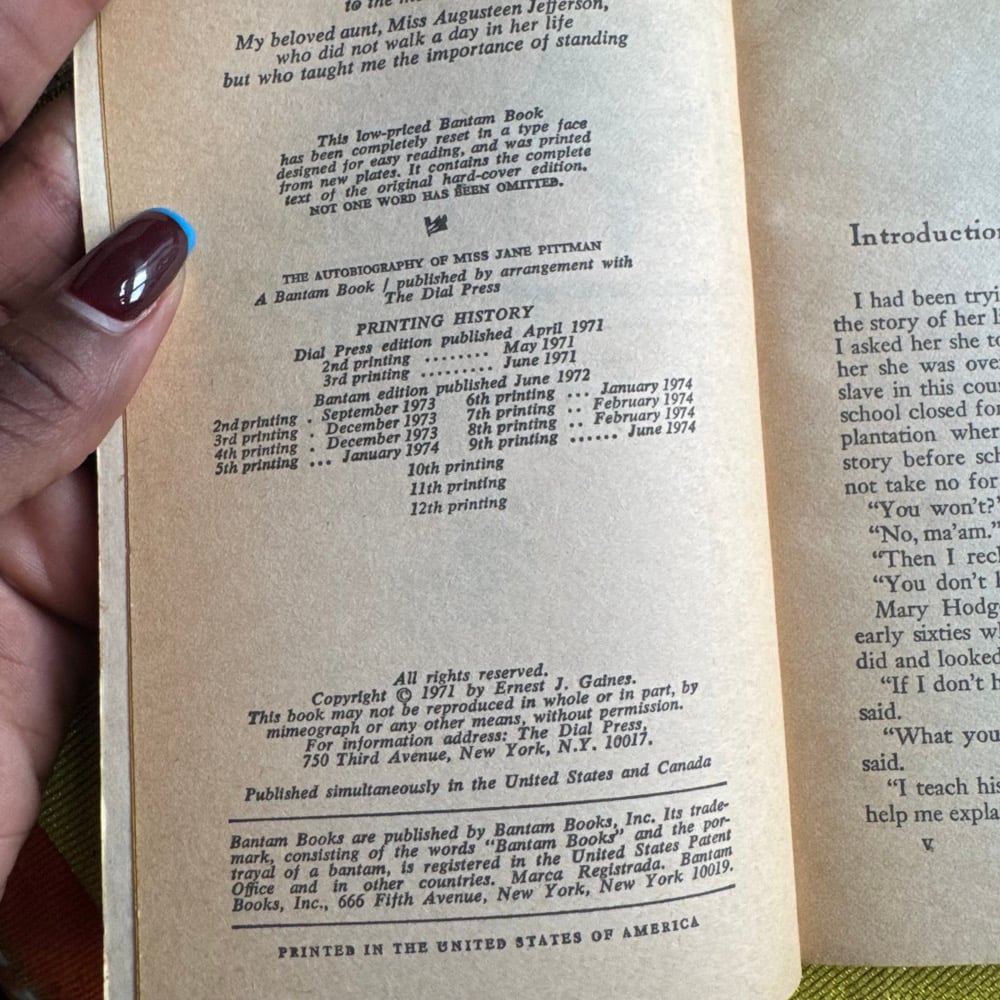 to the
My beloved aunt, Miss Augusteen Jefferson,
who did not walk a day in her life
but who taught me the importance of standing
This low-priced Bantam Book
has been completely reset in a type face
designed for easy reading, and was printed
from new plates. It contains the complete
text of the original hard-cover edition.
NOT ONE WORD HAS BEEN OMITTED.
THE AUTOBIOGRAPHY OF MISS JANE PITTMAN
A Bantam Book / published by arrangement with
The Dial Press
PRINTING HISTORY
Dial Press edition published April 1971
2nd printing ........ May 1971
3rd printing ......... June 1971
Bantam edition published June 1972
2nd printing . September 1973
3rd printing . December 1973
4th printing . December 1973
5th printing ... January 1974
6th printing ... January 1974
7th printing .. February 1974
8th printing .. February 1974
9th printing ...... June 1974
10th printing
11th printing
12th printing
All rights reserved.
Copyright © 1971 by Ernest J. Gaines.
This book may not be reproduced in whole or in part, by
mimeograph or any other means, without permission.
For information address: The Dial Press,
750 Third Avenue, New York, N.Y. 10017.
Published simultaneously in the United States and Canada
Bantam Books are published by Bantam Books, Inc. Its trade-
mark, consisting of the words "Bantam Books" and the por-
trayal of a bantam, is registered in the United States Patent
Office and in other countries. Marca Registrada. Bantam
Books, Inc., 666 Fifth Avenue, New York, New York 10019.
PRINTED IN THE UNITED STATES OF AMERICA
Introduction
I had been tryi
the story of her l
I asked her she to
her she was over
slave in this cou
school closed for
plantation wher
story before sch
not take no for
“You won't?”
“No, ma'am.”
“Then I rec
“You don't
Mary Hodg
early sixties w
did and looked
“If I don't h
said.
“What you
said.
“I teach his
help me expla
v